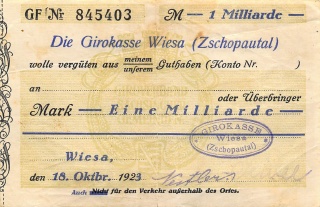 GF № 845403 M — 1 Milliarde —
Die Girokasse Wiesa (Zschopautal)
wolle vergüten aus meinem
unserem Guthaben (Konto Nr. )
an
oder Überbringer
Mark — Eine Milliarde —
GIROKASSE
Wiesa
(Zschopautal)
Wiesa,
den 18. Oktbr. 1923
Auch
Nicht für den Verkehr außerhalb des Ortes.